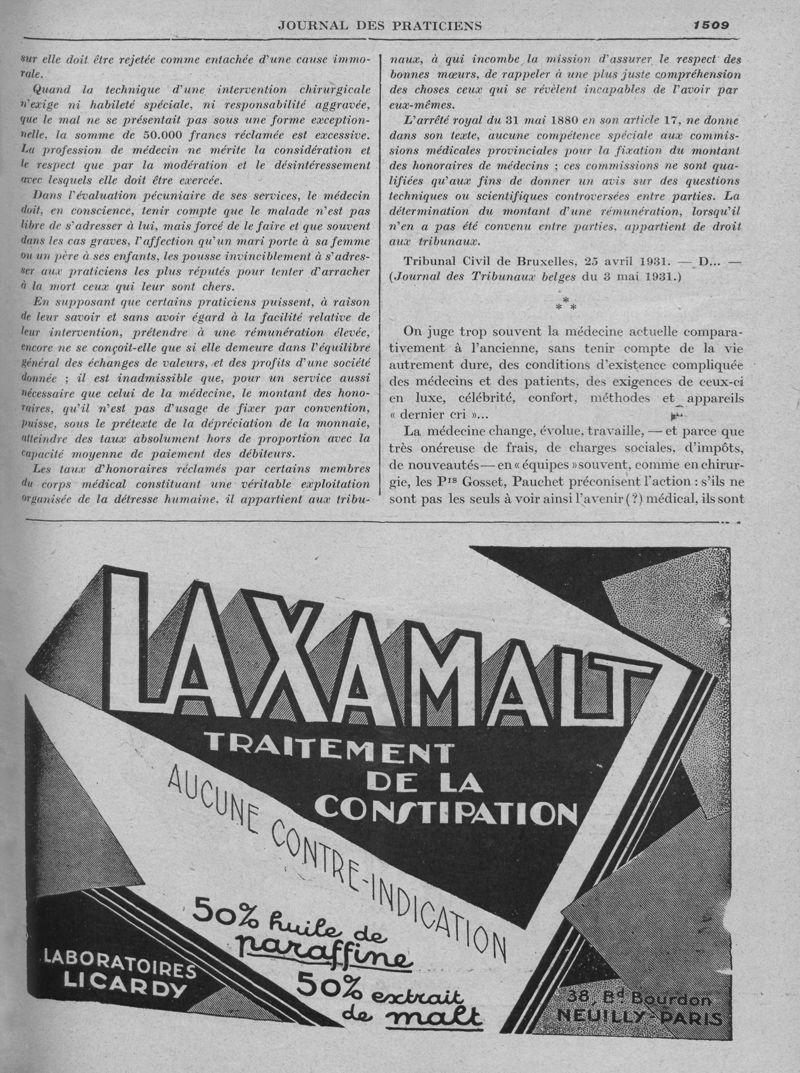 JOURNAL DES PRATICIENS
1509
sur elle doit être rejetée comme entachée d'une cause immo-
rale.
Quand la technique d'une intervention chirurgicale
n'exige ni habileté spéciale, ni responsabilité aggravée,
que le mal ne se présentait pas sous une forme exception-
nelle, la somme de 50.000 francs réclamée est excessive.
La profession de médecin ne mérite la considération et
le respect que par la modération et le désintéressement
avec lesquels elle doit être exercée.
Dans l'évaluation pécuniaire de ses services, le médecin
doit, en conscience, tenir compte que le malade n'est pas
libre de s'adresser à lui, mais forcé de le faire et que souvent
dans les cas graves, l'affection qu'un mari porte à sa femme
ou un père à ses enfants, les pousse invinciblement à s'adres-
ser aux praticiens les plus réputés pour tenter d'arracher
à la mort ceux qui leur sont chers.
En supposant que certains praticiens puissent, à raison
de leur savoir et sans avoir égard à la facilité relative de
leur intervention, prétendre à une rémunération élevée,
encore ne se conçoit-elle que si elle demeure dans l'équilibre
général des échanges de valeurs, et des profits d'une société
donnée ; il est inadmissible que, pour un service aussi
nécessaire que celui de la médecine, le montant des hono-
raires, qu'il n'est pas d'usage de fixer par convention,
puisse, sous le prétexte de la dépréciation de la monnaie,
atteindre des taux absolument hors de proportion avec la
capacité moyenne de paiement des débiteurs.
Les taux d'honoraires réclamés par certains membres
du corps médical constituant une véritable exploitation
organisée de la détresse humaine, il appartient aux tribu-
naux, à qui incombe la mission d'assurer le respect des
bonnes mœurs, de rappeler à une plus juste compréhension
des choses ceux qui se révèlent incapables de l'avoir par
eux-mêmes.
L'arrêté royal du 31 mai 1880 en son article 17, ne donne
dans son texte, aucune compétence spéciale aux commis-
sions médicales provinciales pour la fixation du montant
des honoraires de médecins ; ces commissions ne sont qua-
lifiées qu'aux fins de donner un avis sur des questions
techniques ou scientifiques controversées entre parties. La
détermination du montant d'une rémunération, lorsqu'il
n'en a pas été convenu entre parties, appartient de droit
aux tribunaux.
Tribunal Civil de Bruxelles, 25 avril 1931. — D... —
(Journal des Tribunaux belges du 3 mai 1931.)
*
* *
On juge trop souvent la médecine actuelle compara-
tivement à l'ancienne, sans tenir compte de la vie
autrement dure, des conditions d'existence compliquée
des médecins et des patients, des exigences de ceux-ci
en luxe, célébrité, confort, méthodes et appareils
« dernier cri »...
La médecine change, évolue, travaille, — et parce que
très onéreuse de frais, de charges sociales, d'impôts,
de nouveautés — en « équipes » souvent, comme en chirur-
gie, les Prs Gosset, Pauchet préconisent l'action : s'ils ne
sont pas les seuls à voir ainsi l'avenir (?) médical, ils sont
LAXAMALT
TRAITEMENT
DE LA
CONSTIPATION
AUCUNE CONTRE-INDICATION
50% huile de
paraffine
50% extrait
de malt
LABORATOIRES
LICARDY
38, Bd Bourdon
NEUILLY-PARIS